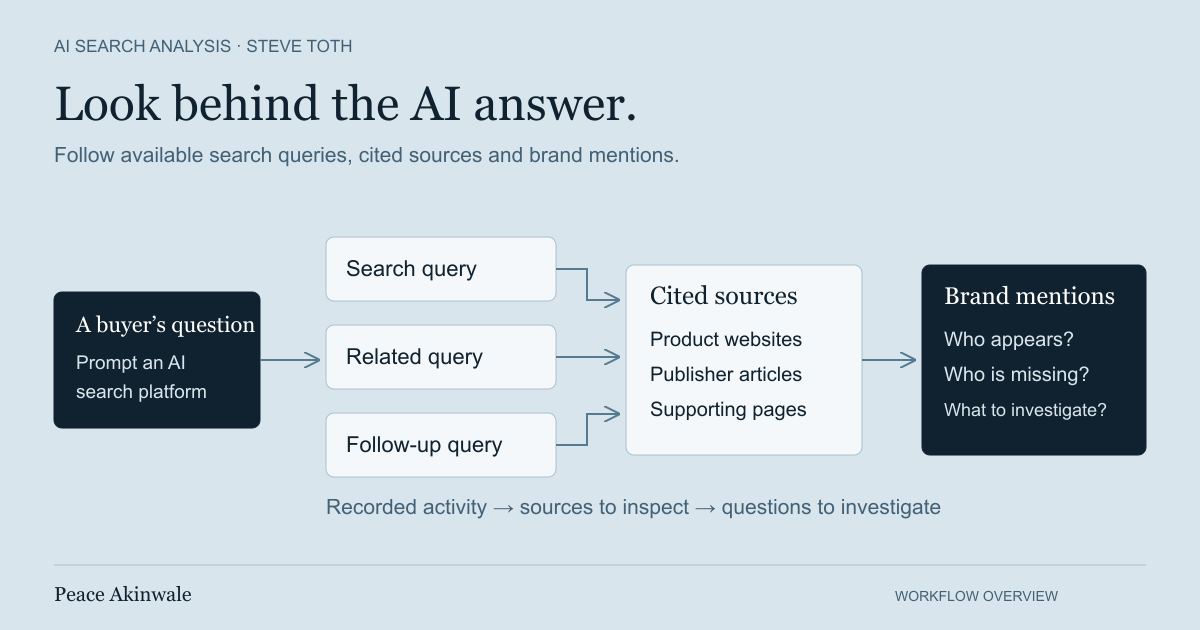 AI SEARCH ANALYSIS · STEVE TOTH
Look behind the AI answer.
Follow available search queries, cited sources and brand mentions.
A buyer’s question
Prompt an AI
search platform
Search query
Related query
Follow-up query
Cited sources
Product websites
Publisher articles
Supporting pages
Brand mentions
Who appears?
Who is missing?
What to investigate?
Recorded activity → sources to inspect → questions to investigate
Peace Akinwale
WORKFLOW OVERVIEW